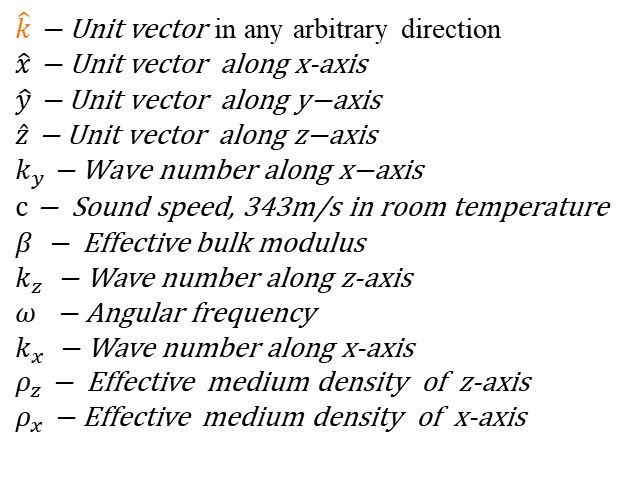 k̂ – Unit vector in any arbitrary direction
x̂ – Unit vector along x-axis
ŷ – Unit vector along y–axis
ẑ – Unit vector along z–axis
k_y – Wave number along x–axis
c – Sound speed, 343m/s in room temperature
β – Effective bulk modulus
k_z – Wave number along z-axis
ω – Angular frequency
k_x – Wave number along x-axis
ρ_z – Effective medium density of z-axis
ρ_x – Effective medium density of x-axis